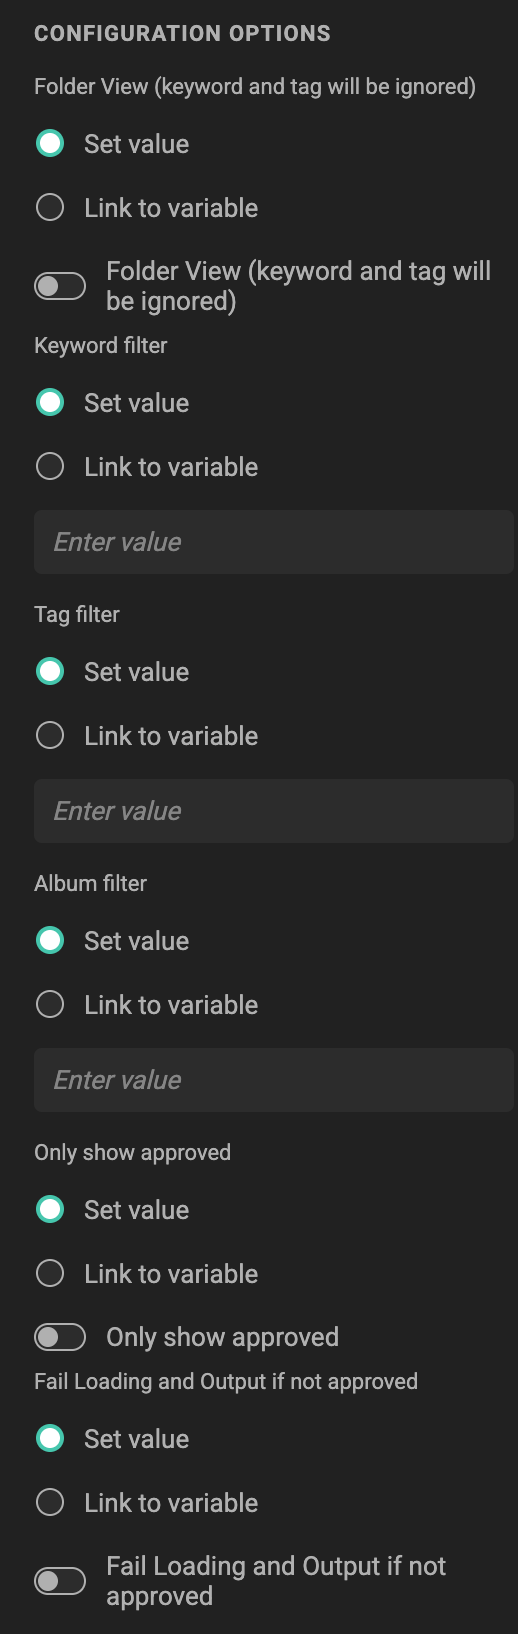 CONFIGURATION OPTIONS
Folder View (keyword and tag will be ignored)
Set value
Link to variable
Folder View (keyword and tag will
be ignored)
Keyword filter
Set value
Link to variable
Enter value
Tag filter
Set value
Link to variable
Enter value
Album filter
Set value
Link to variable
Enter value
Only show approved
Set value
Link to variable
Only show approved
Fail Loading and Output if not approved
Set value
Link to variable
Fail Loading and Output if not
approved